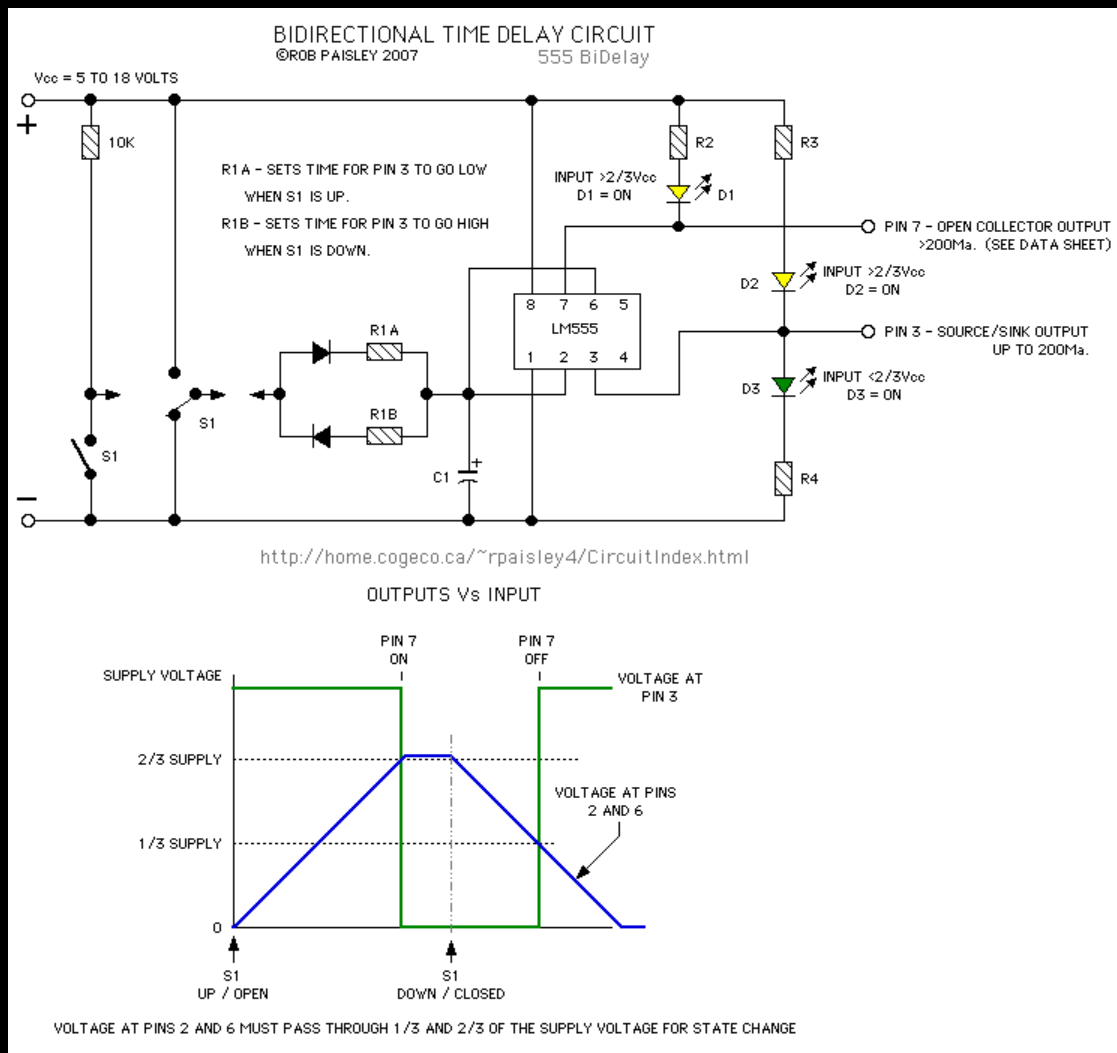 BIDIRECTIONAL TIME DELAY CIRCUIT
©ROB PAISLEY 2007
555 BiDelay
Vcc = 5 TO 18 VOLTS
+
10K
R1A - SETS TIME FOR PIN 3 TO GO LOW
WHEN S1 IS UP.
R1B - SETS TIME FOR PIN 3 TO GO HIGH
WHEN S1 IS DOWN.
R2
R3
INPUT >2/3Vcc
D1 = ON
D1
PIN 7 - OPEN COLLECTOR OUTPUT
>200Ma. (SEE DATA SHEET)
D2
INPUT >2/3Vcc
D2 = ON
8 7 6 5
LM555
1 2 3 4
PIN 3 - SOURCE/SINK OUTPUT
UP TO 200Ma.
R1A
D3
INPUT <2/3Vcc
D3 = ON
R1B
S1
S1
C1
+
R4
−
http://home.cogeco.ca/~rpaisley4/CircuitIndex.html
OUTPUTS Vs INPUT
PIN 7
ON
PIN 7
OFF
SUPPLY VOLTAGE
VOLTAGE AT
PIN 3
2/3 SUPPLY
VOLTAGE AT PINS
2 AND 6
1/3 SUPPLY
0
S1
UP / OPEN
S1
DOWN / CLOSED
VOLTAGE AT PINS 2 AND 6 MUST PASS THROUGH 1/3 AND 2/3 OF THE SUPPLY VOLTAGE FOR STATE CHANGE